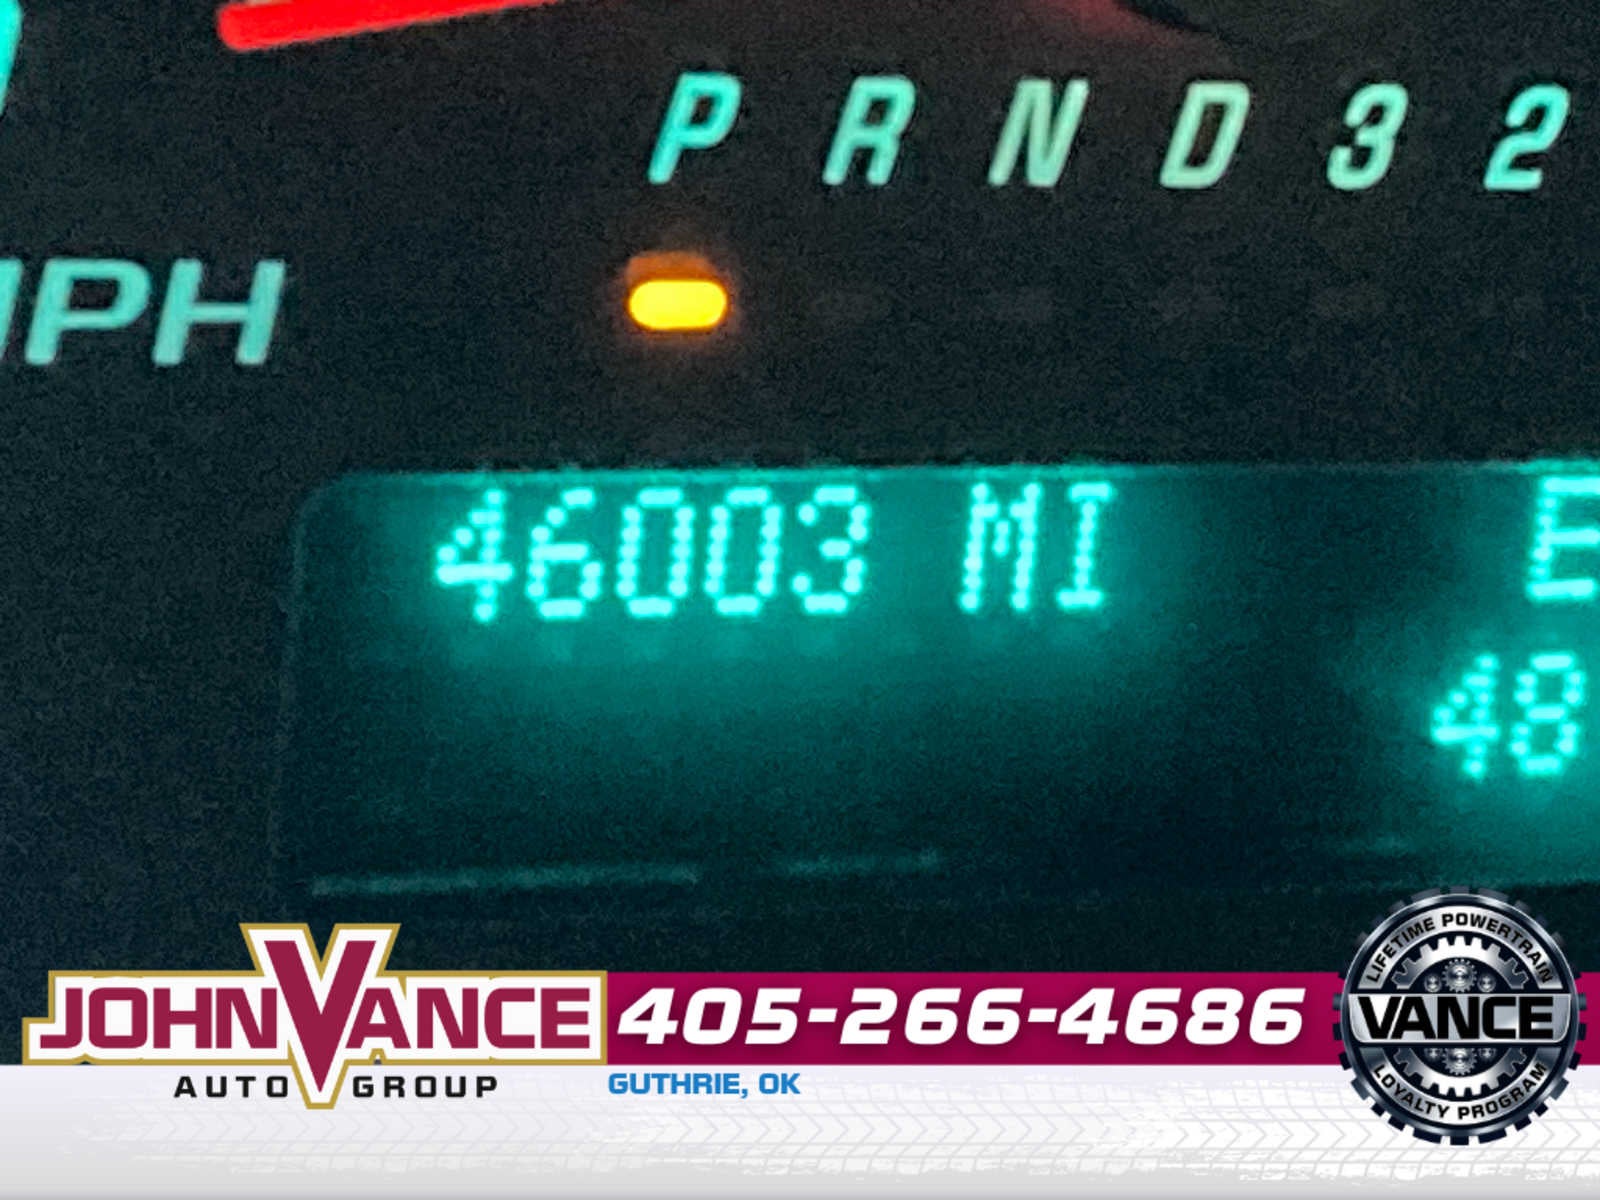 P R N D 3 2
MPH
46003 MI E
48
JOHN VANCE
AUTO GROUP
405-266-4686
GUTHRIE, OK
LIFETIME POWERTRAIN
VANCE
LOYALTY PROGRAM